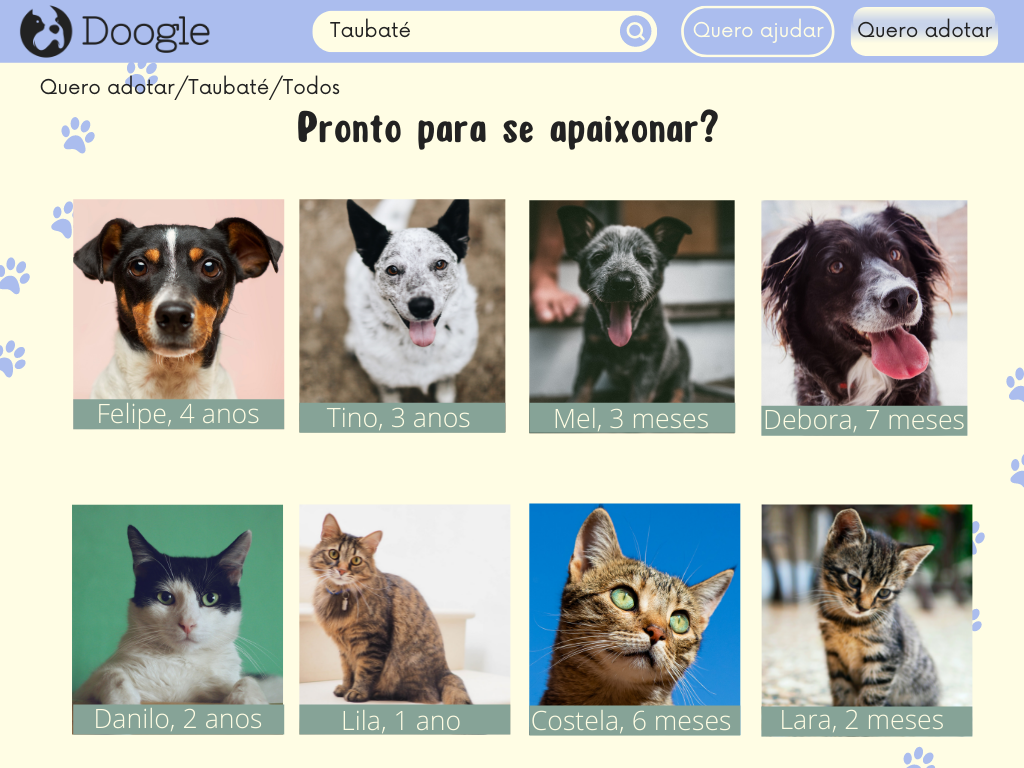 Doogle
Taubaté
Quero ajudar
Quero adotar
Quero adotar/Taubaté/Todos
Pronto para se apaixonar?
Felipe, 4 anos
Tino, 3 anos
Mel, 3 meses
Debora, 7 meses
Danilo, 2 anos
Lila, 1 ano
Costela, 6 meses
Lara, 2 meses